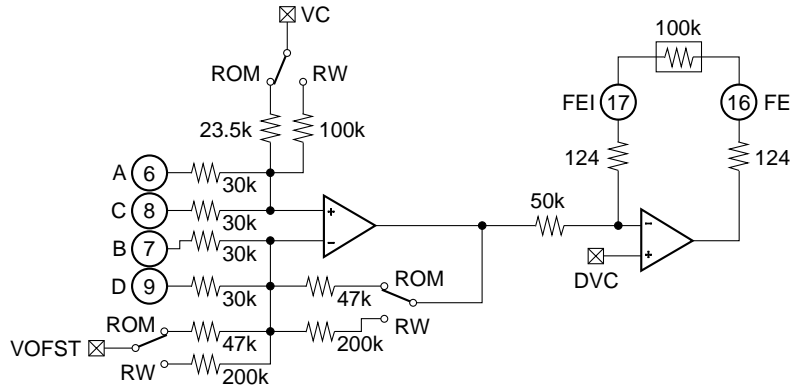 VC
100k
ROM
RW
FEI
17
16
FE
23.5k
100k
124
124
A
6
30k
C
8
30k
+
50k
B
7
30k
−
−
+
D
9
30k
47k
ROM
DVC
ROM
RW
VOFST
47k
200k
RW
200k